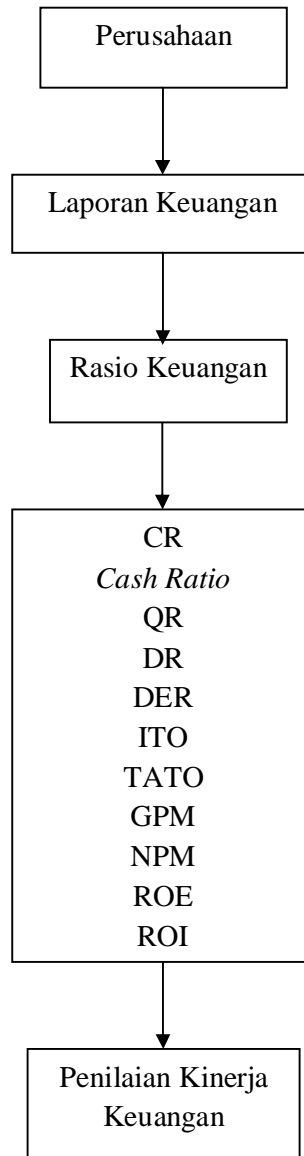 Perusahaan
Laporan Keuangan
Rasio Keuangan
CR
Cash Ratio
QR
DR
DER
ITO
TATO
GPM
NPM
ROE
ROI
Penilaian Kinerja
Keuangan